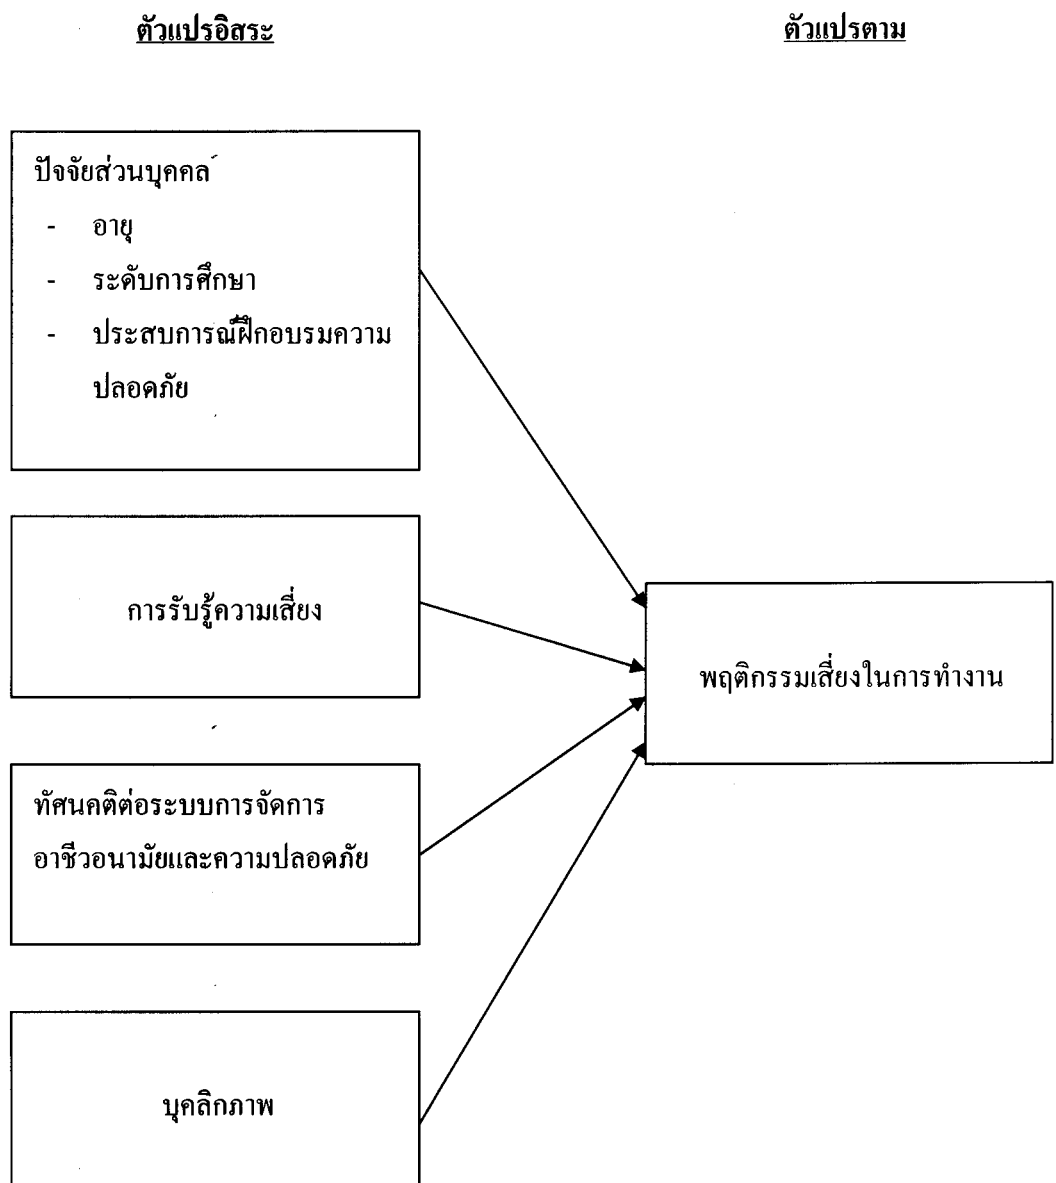 ตัวแปรอิสระ
ตัวแปรตาม
ปัจจัยส่วนบุคคล
- อายุ
- ระดับการศึกษา
- ประสบการณ์ฝึกอบรมความ
ปลอดภัย
การรับรู้ความเสี่ยง
พฤติกรรมเสี่ยงในการทำงาน
ทัศนคติต่อระบบการจัดการ
อาชีวอนามัยและความปลอดภัย
บุคลิกภาพ